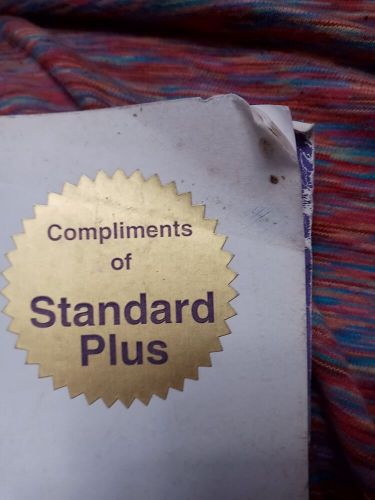 Compliments
of
Standard
Plus